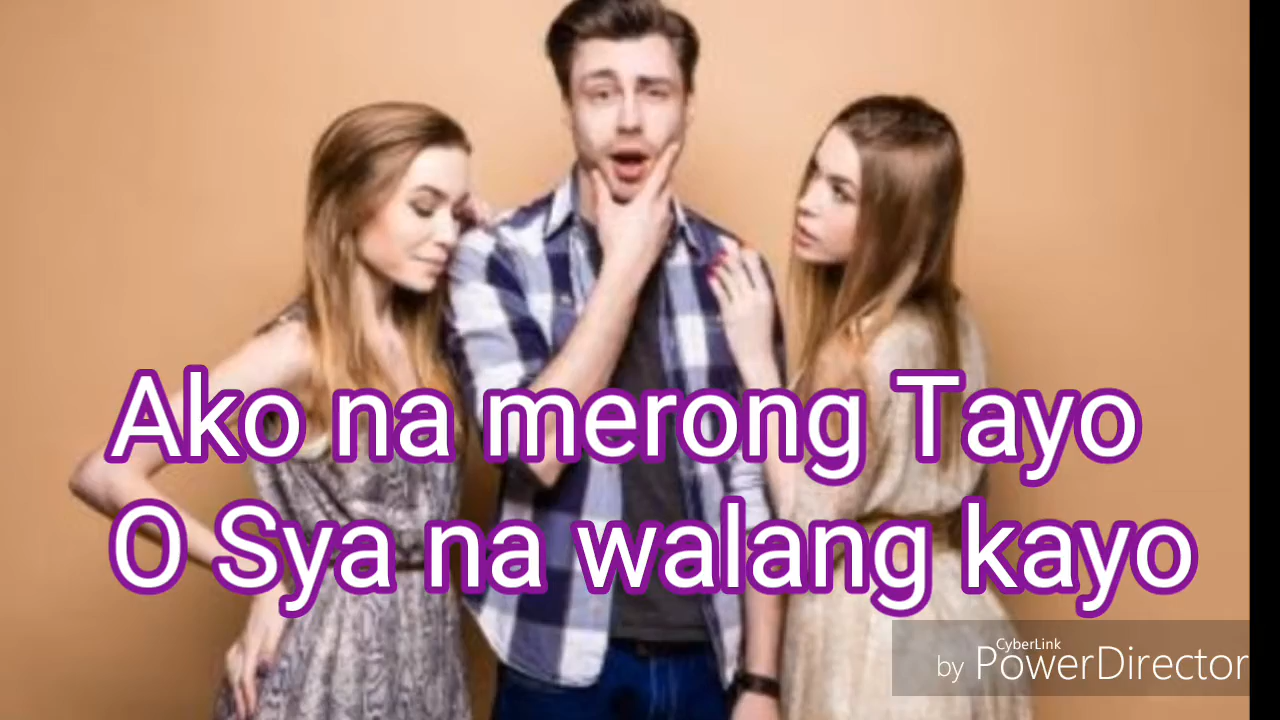 Ako na merong Tayo
O Sya na walang kayo
CyberLink
by PowerDirector